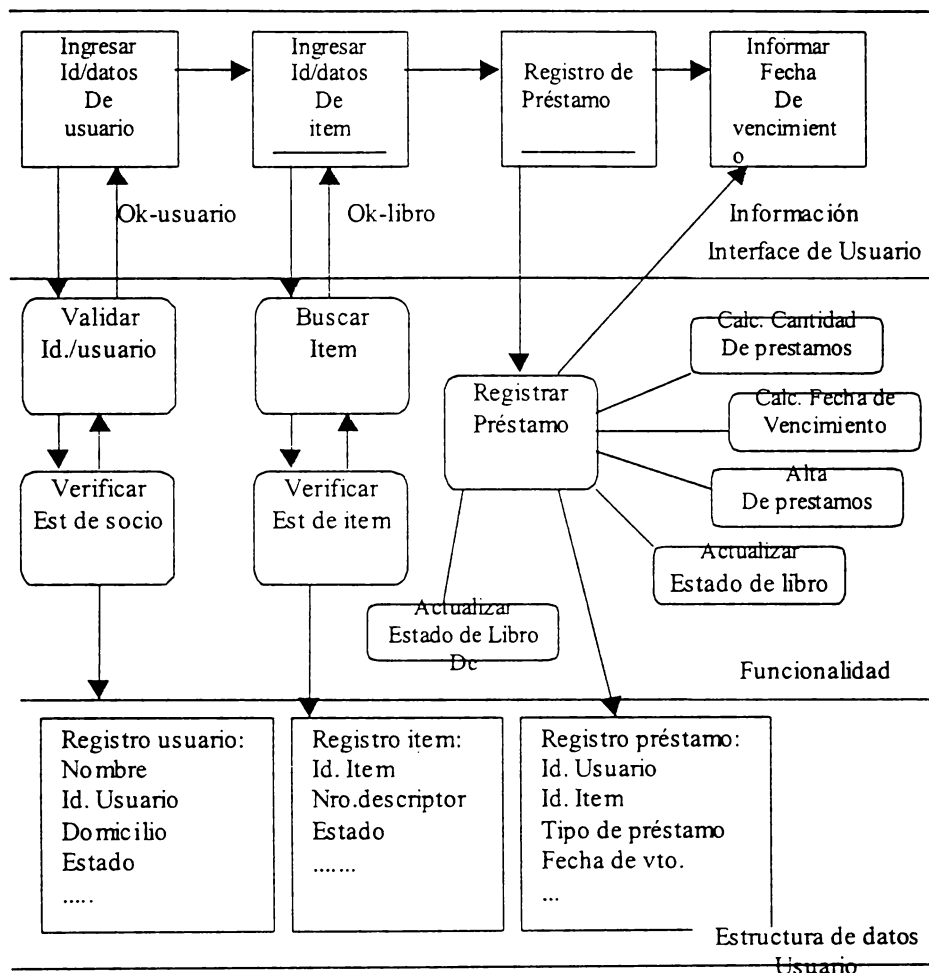 Ingresar
Id/datos
De
usuario
Ingresar
Id/datos
De
item
Registro de
Préstamo
Informar
Fecha
De
vencimient
o
Ok-usuario
Ok-libro
Información
Interface de Usuario
Validar
Id./usuario
Buscar
Item
Registrar
Préstamo
Calc. Cantidad
De prestamos
Calc. Fecha de
Vencimiento
Alta
De prestamos
Actualizar
Estado de libro
Verificar
Est de socio
Verificar
Est de item
Actualizar
Estado de Libro
De
Funcionalidad
Registro usuario:
Nombre
Id. Usuario
Domicilio
Estado
.....
Registro item:
Id. Item
Nro.descriptor
Estado
.......
Registro préstamo:
Id. Usuario
Id. Item
Tipo de préstamo
Fecha de vto.
...
Estructura de datos
Usuario